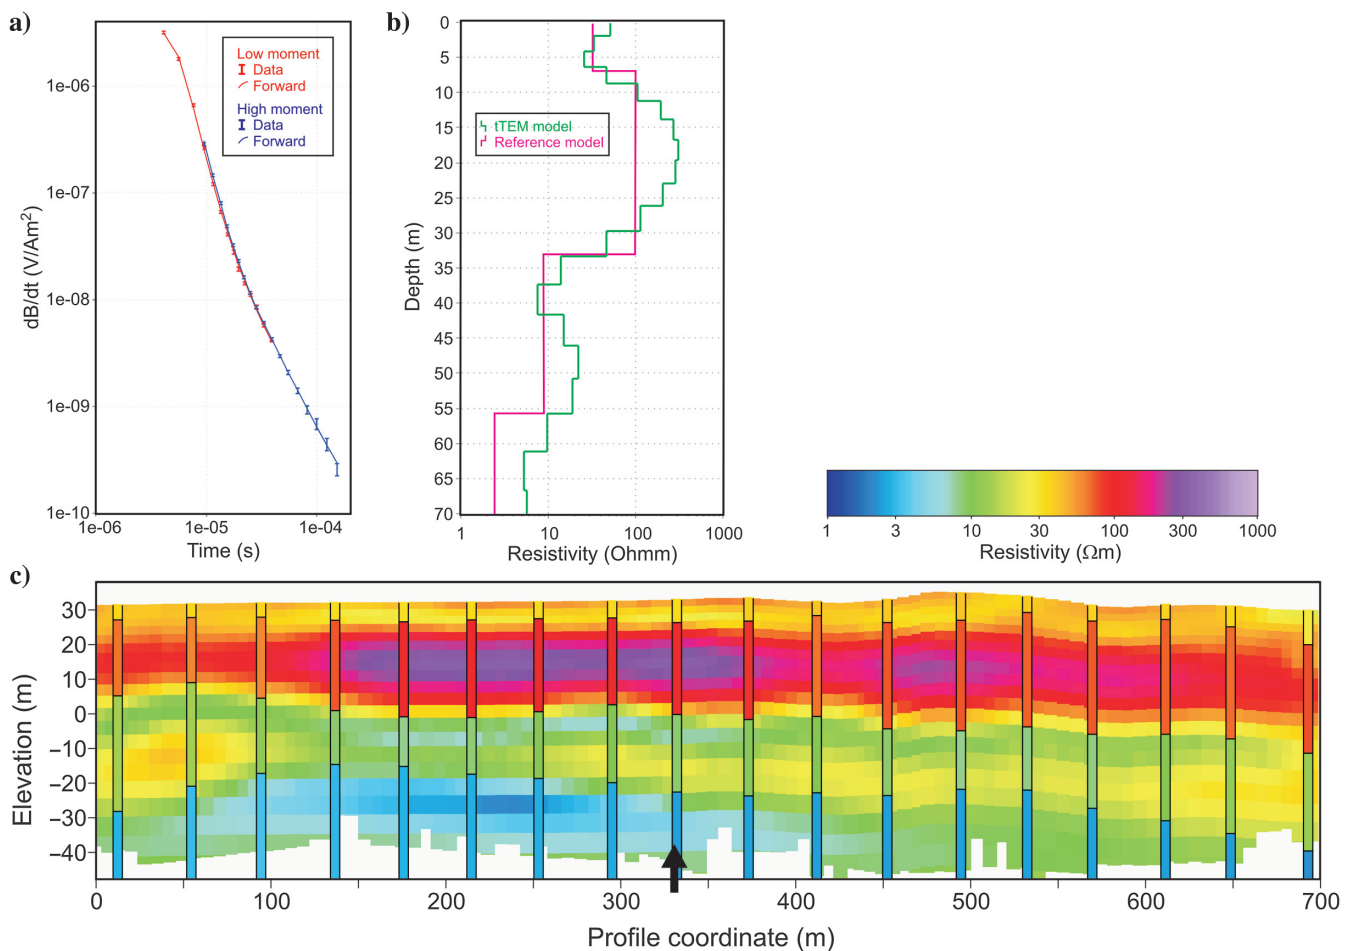 a)
Low moment
Data
Forward
High moment
Data
Forward
1e-06
1e-07
1e-08
1e-09
1e-10
dB/dt (V/Am²)
1e-06 1e-05 1e-04
Time (s)
b)
tTEM model
Reference model
0
5
10
15
20
25
30
35
40
45
50
55
60
65
70
Depth (m)
1 10 100 1000
Resistivity (Ohmm)
1 3 10 30 100 300 1000
Resistivity (Ωm)
c)
30
20
10
0
−10
−20
−30
−40
Elevation (m)
0 100 200 300 400 500 600 700
Profile coordinate (m)